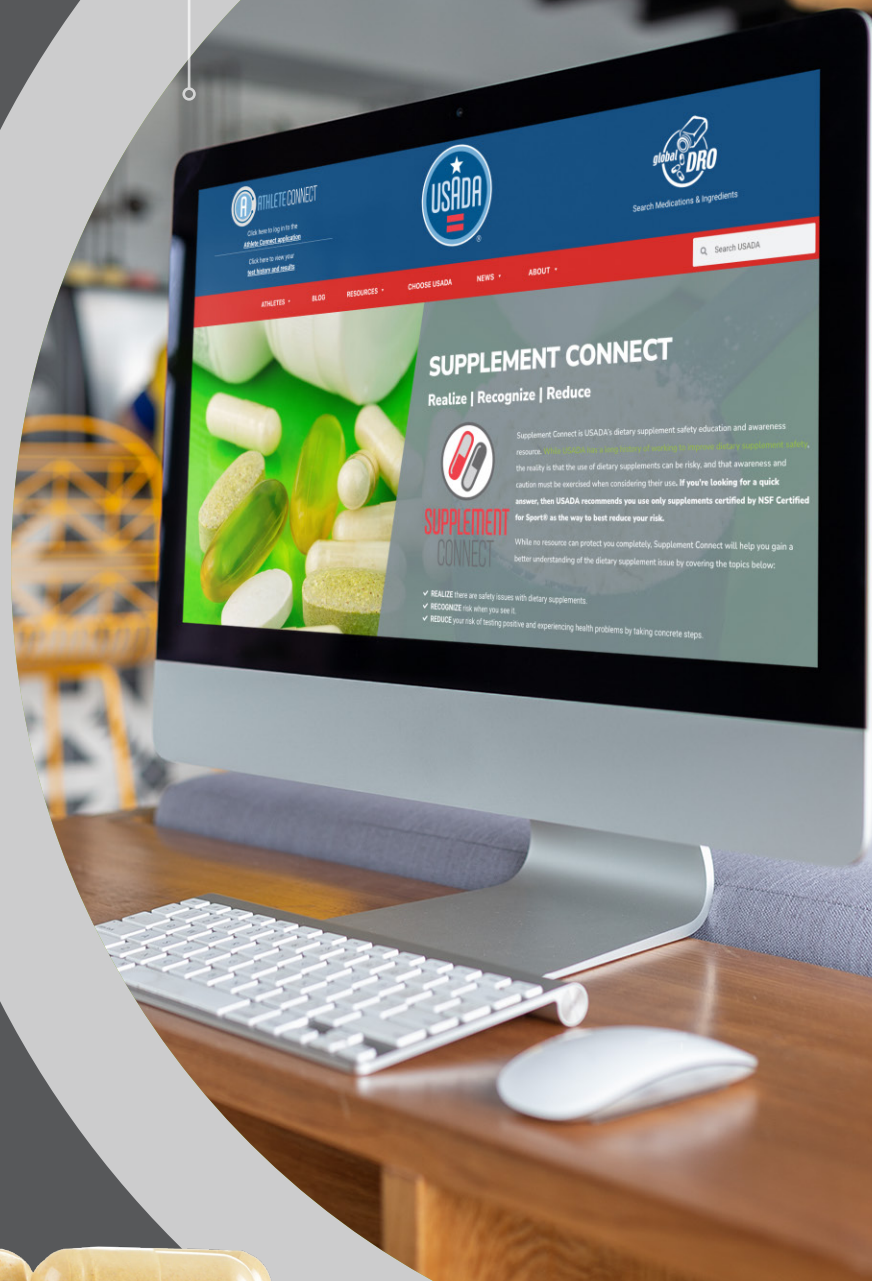 ATHLETE CONNECT
Click here to log in to the
Athlete Connect application
Click here to view your
test history and results
USADA
®
global DRO
Search Medications & Ingredients
Search USADA
ATHLETES
BLOG
RESOURCES
CHOOSE USADA
NEWS
ABOUT
SUPPLEMENT CONNECT
Realize | Recognize | Reduce
SUPPLEMENT
CONNECT
Supplement Connect is USADA's dietary supplement safety education and awareness
resource. While USADA has a long history of working to improve dietary supplement safety,
the reality is that the use of dietary supplements can be risky, and that awareness and
caution must be exercised when considering their use. If you're looking for a quick
answer, then USADA recommends you use only supplements certified by NSF Certified
for Sport® as the way to best reduce your risk.
While no resource can protect you completely, Supplement Connect will help you gain a
better understanding of the dietary supplement issue by covering the topics below:
✓ REALIZE there are safety issues with dietary supplements.
✓ RECOGNIZE risk when you see it.
✓ REDUCE your risk of testing positive and experiencing health problems by taking concrete steps.